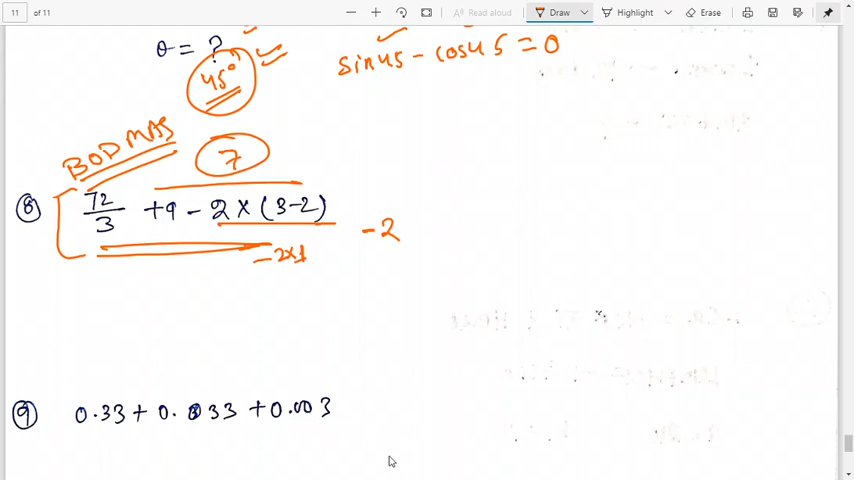 11 of 11
Read aloud Draw Highlight Erase
θ = ?
45°
sin45 - cos45 = 0
BODMAS
7
⑧ 72/3 + 9 - 2 × (3-2)
- 2×1
- 2
⑨ 0.33 + 0.033 + 0.003